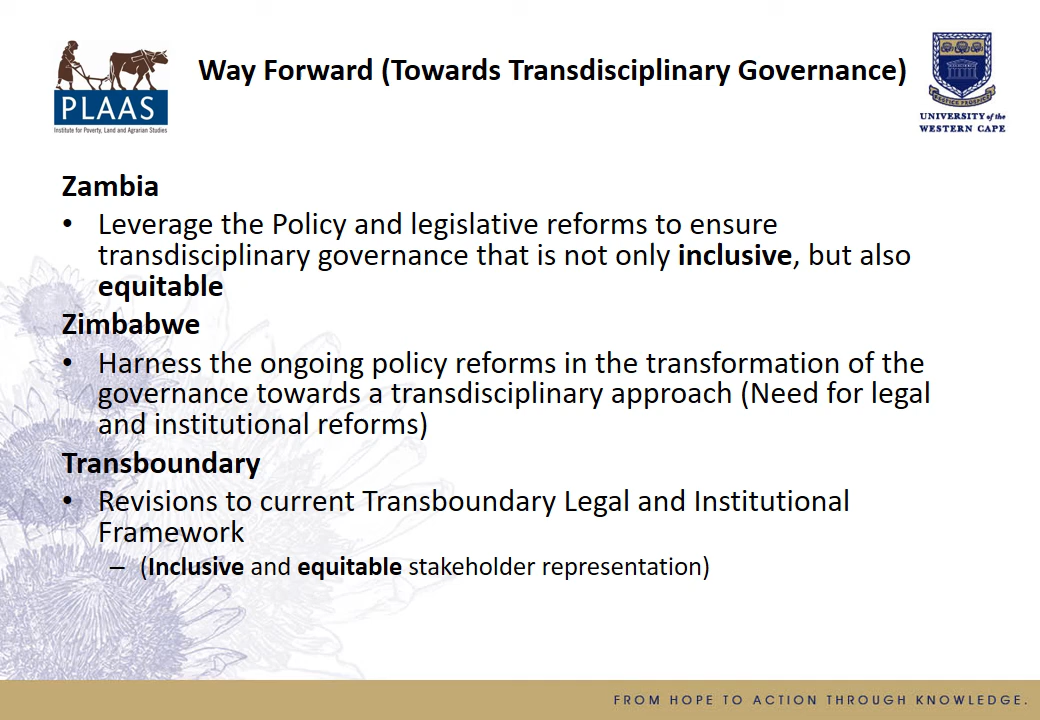 Way Forward (Towards Transdisciplinary Governance)
PLAAS
Institute for Poverty, Land and Agrarian Studies
UNIVERSITY of the
WESTERN CAPE
Zambia
• Leverage the Policy and legislative reforms to ensure
transdisciplinary governance that is not only inclusive, but also
equitable
Zimbabwe
• Harness the ongoing policy reforms in the transformation of the
governance towards a transdisciplinary approach (Need for legal
and institutional reforms)
Transboundary
• Revisions to current Transboundary Legal and Institutional
Framework
– (Inclusive and equitable stakeholder representation)
FROM HOPE TO ACTION THROUGH KNOWLEDGE.